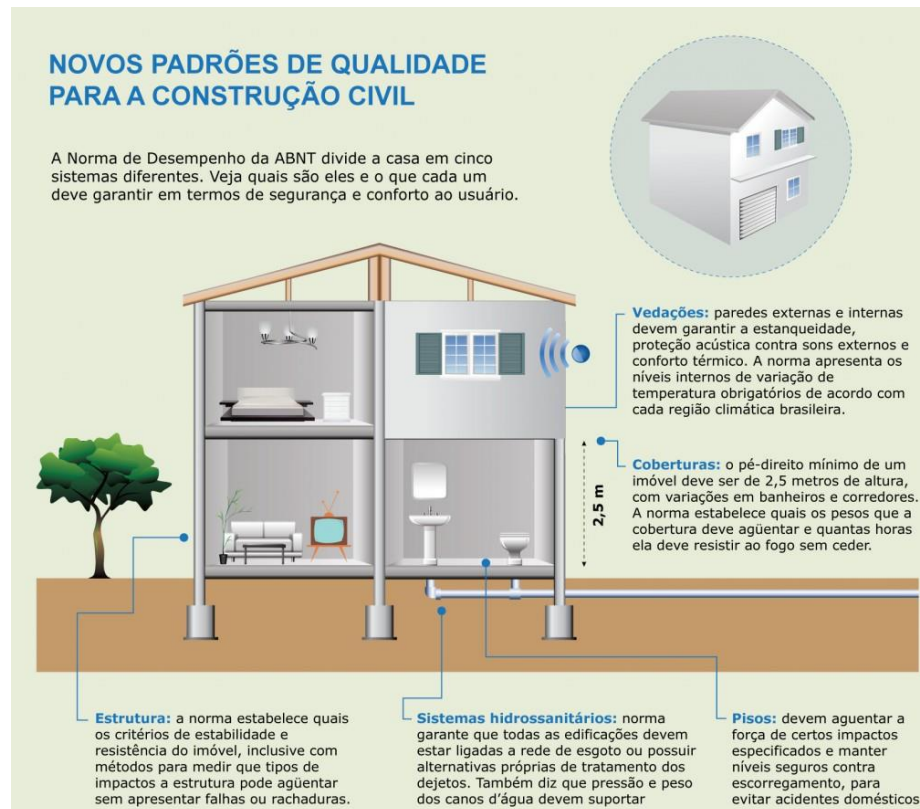 NOVOS PADRÕES DE QUALIDADE
PARA A CONSTRUÇÃO CIVIL
A Norma de Desempenho da ABNT divide a casa em cinco
sistemas diferentes. Veja quais são eles e o que cada um
deve garantir em termos de segurança e conforto ao usuário.
Vedações: paredes externas e internas
devem garantir a estanqueidade,
proteção acústica contra sons externos e
conforto térmico. A norma apresenta os
níveis internos de variação de
temperatura obrigatórios de acordo com
cada região climática brasileira.
Coberturas: o pé-direito mínimo de um
imóvel deve ser de 2,5 metros de altura,
com variações em banheiros e corredores.
A norma estabelece quais os pesos que a
cobertura deve agüentar e quantas horas
ela deve resistir ao fogo sem ceder.
2,5 m
Estrutura: a norma estabelece quais
os critérios de estabilidade e
resistência do imóvel, inclusive com
métodos para medir que tipos de
impactos a estrutura pode agüentar
sem apresentar falhas ou rachaduras.
Sistemas hidrossanitários: norma
garante que todas as edificações devem
estar ligadas a rede de esgoto ou possuir
alternativas próprias de tratamento dos
dejetos. Também diz que pressão e peso
dos canos d'água devem suportar
Pisos: devem aguentar a
força de certos impactos
especificados e manter
níveis seguros contra
escorregamento, para
evitar acidentes domésticos